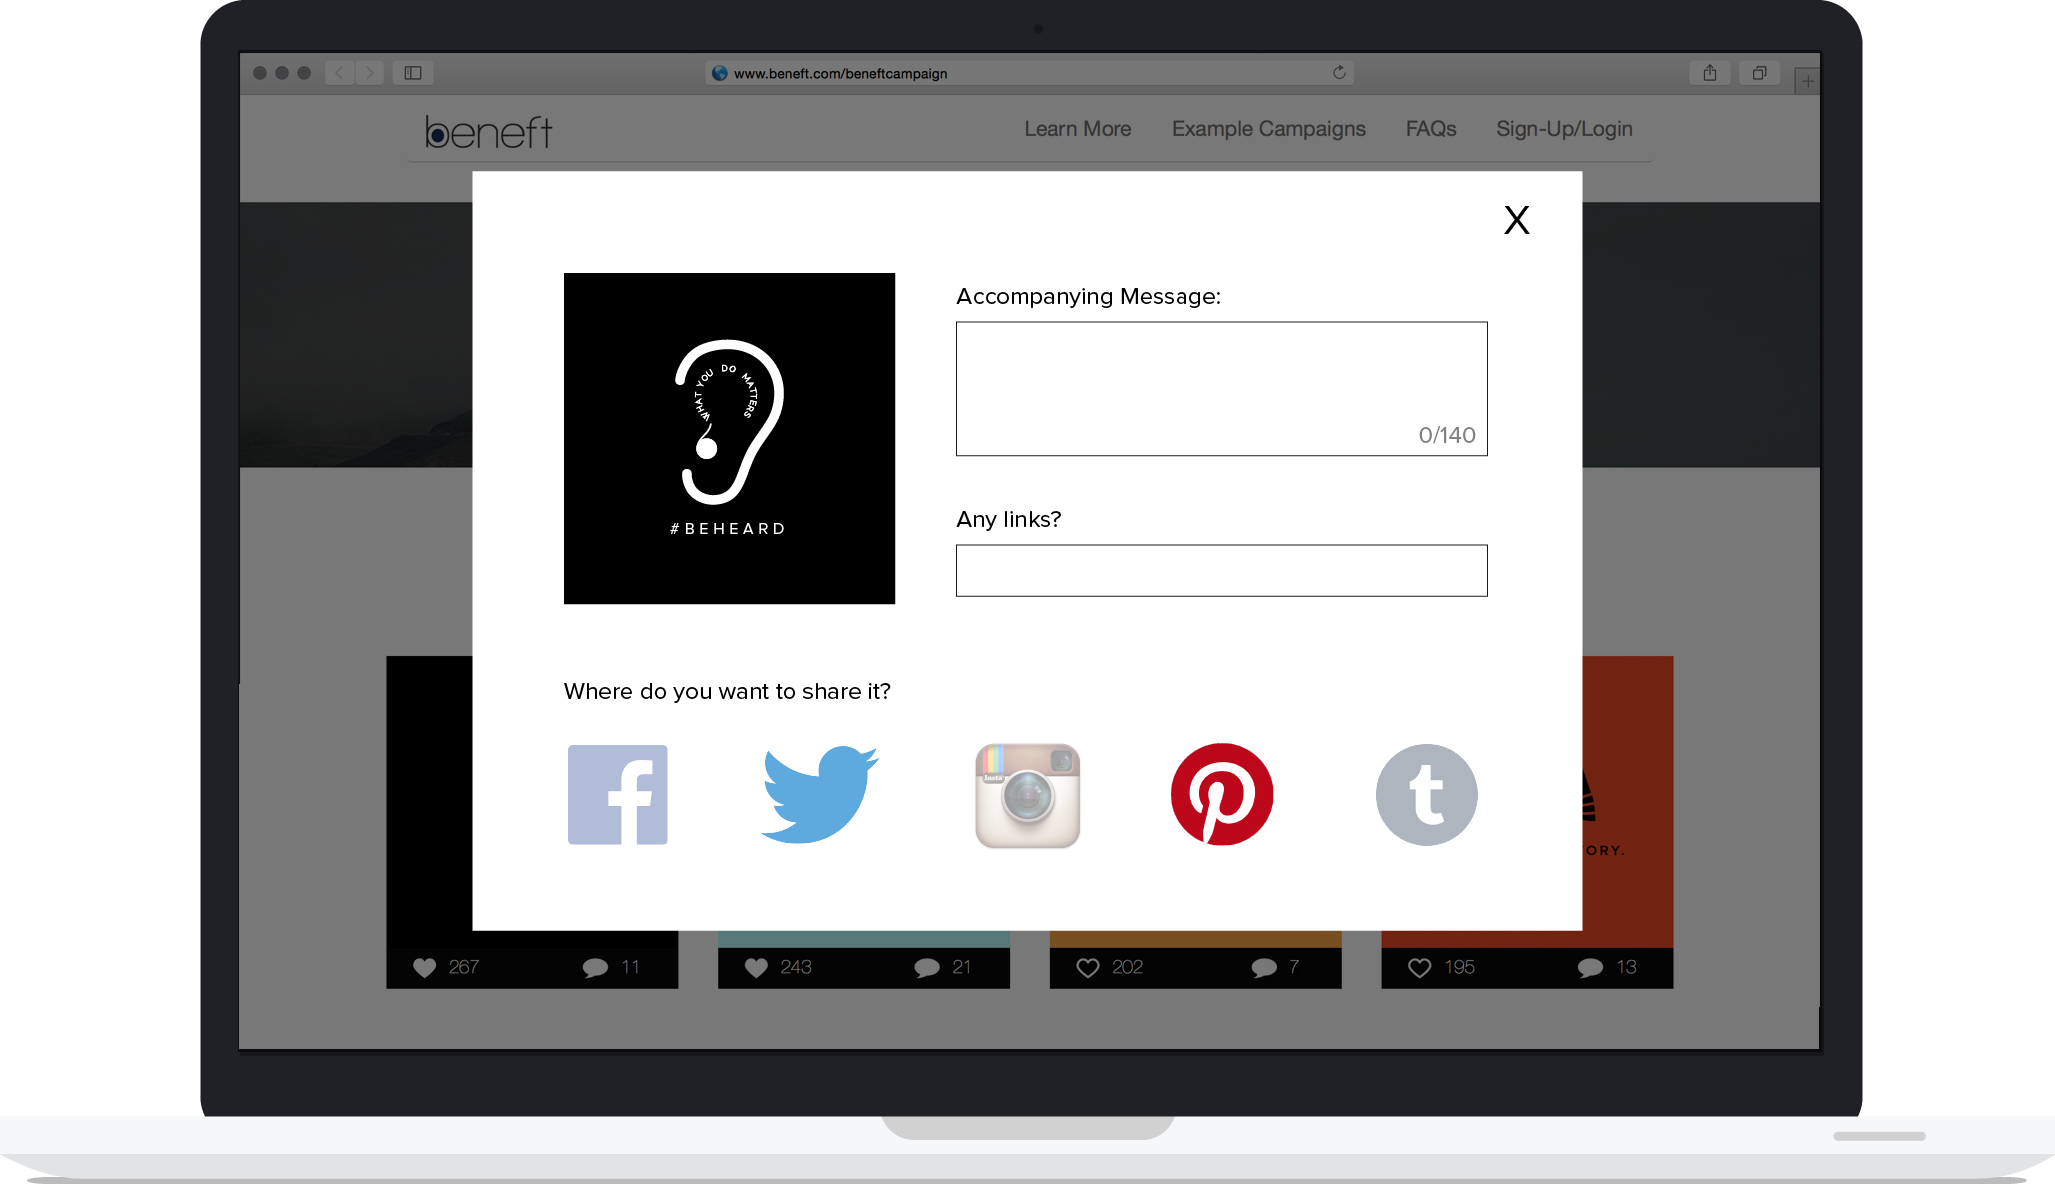 www.beneft.com/beneftcampaign
beneft
Learn More
Example Campaigns
FAQs
Sign-Up/Login
X
WHAT YOU DO MATTERS
#BEHEARD
Accompanying Message:
0/140
Any links?
Where do you want to share it?
f
Insta
t
ORY.
267
11
243
21
202
7
195
13